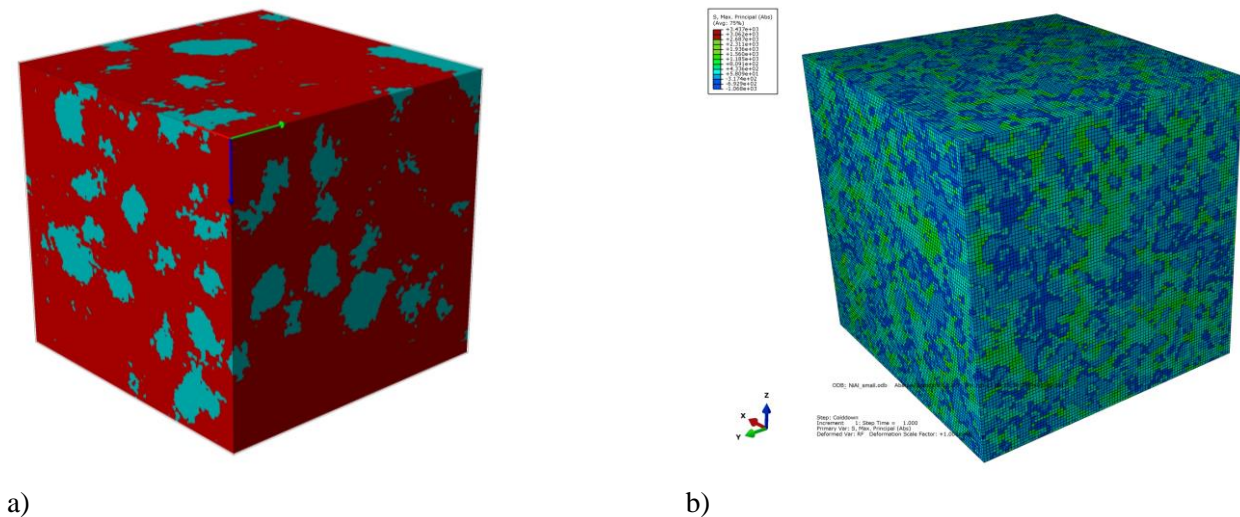 S, Max. Principal (Abs)
(Avg: 75%)
+3.437e+03
+3.062e+03
+2.687e+03
+2.311e+03
+1.936e+03
+1.560e+03
+1.185e+03
+8.091e+02
+4.336e+02
+5.809e+01
-3.174e+02
-6.929e+02
-1.068e+03
ODB: NiAl_small.odb
Z
X
Y
Step: Colddown
Increment 1: Step Time = 1.000
Primary Var: S, Max. Principal (Abs)
Deformed Var: RF Deformation Scale Factor:
a)
b)